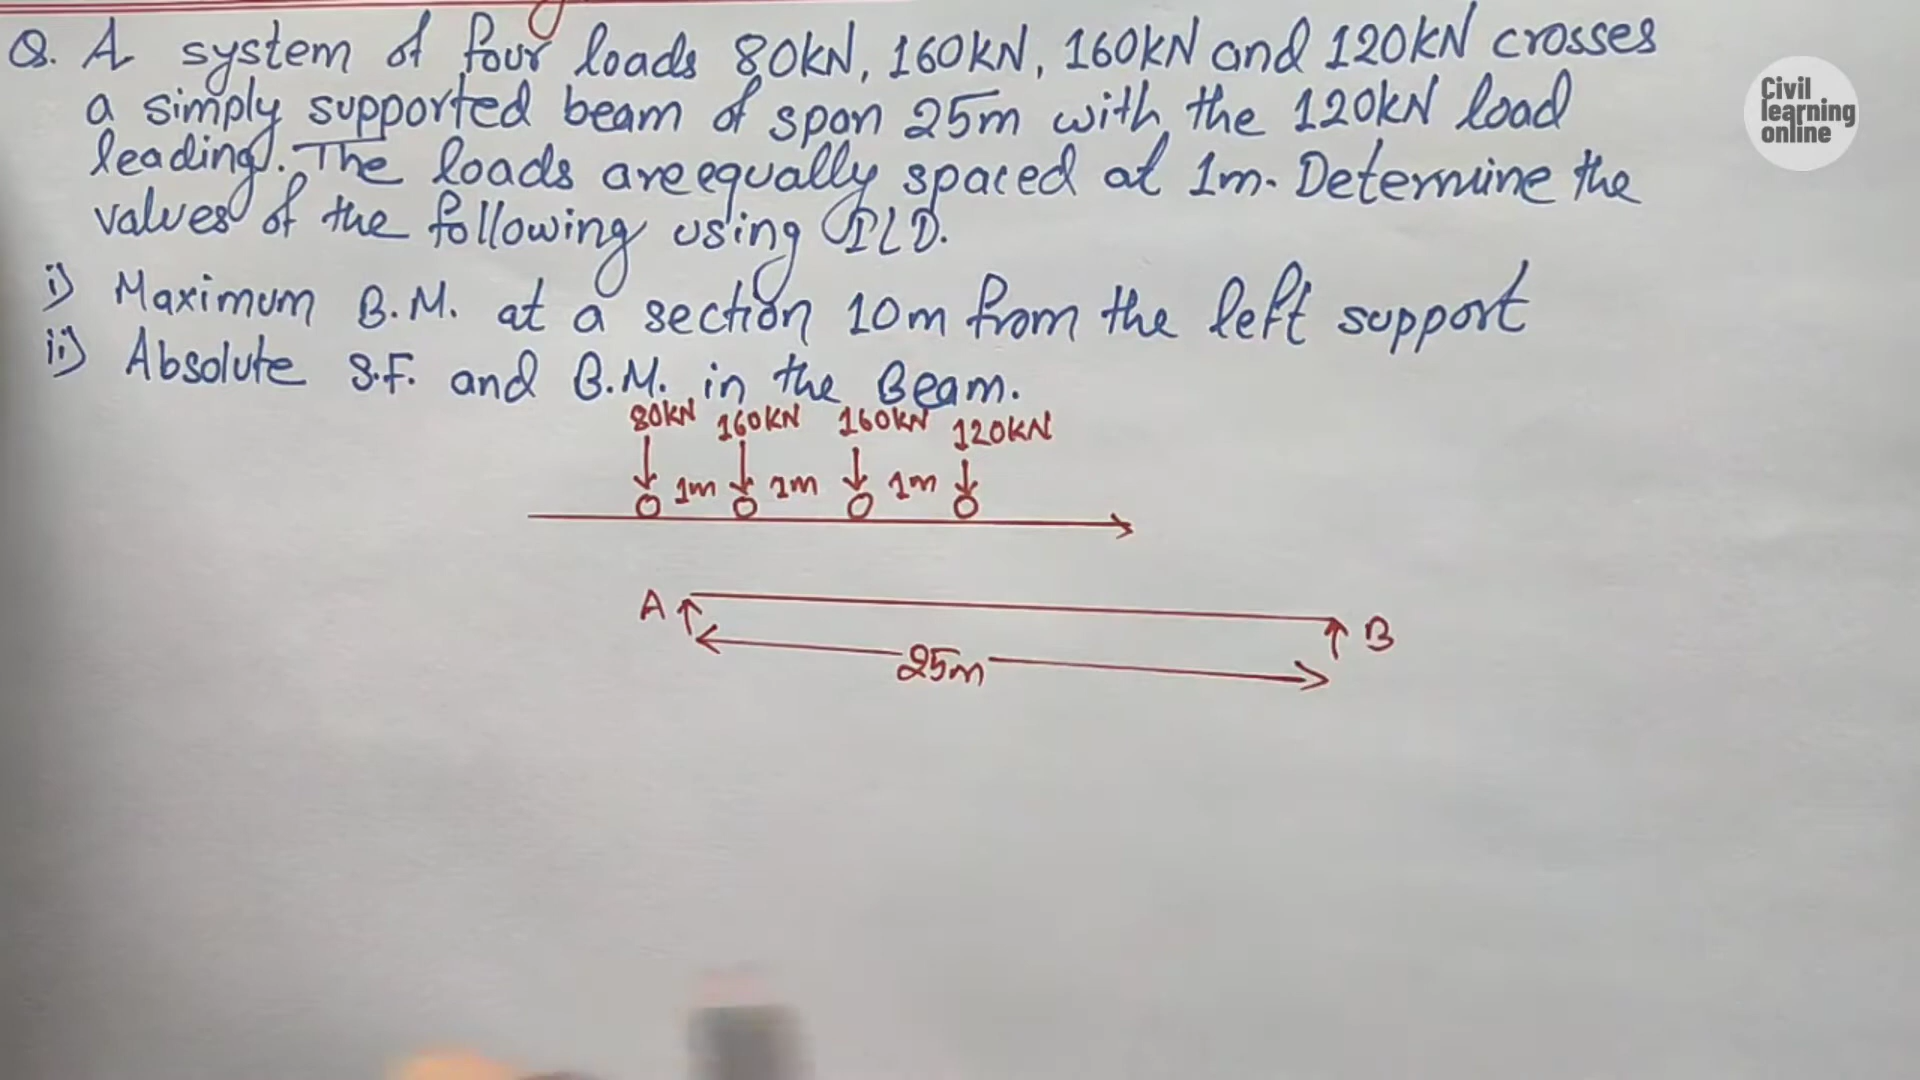 Q. A system of four loads 80kN, 160kN, 160kN and 120kN crosses
a simply supported beam of span 25m with the 120kN load
leading. The loads are equally spaced at 1m. Determine the
values of the following using ILD.
i) Maximum B.M. at a section 10m from the left support
ii) Absolute S.F. and B.M. in the Beam.
80kN 160kN 160kN 120kN
1m 1m 1m
A B
25m
Civil
learning
online